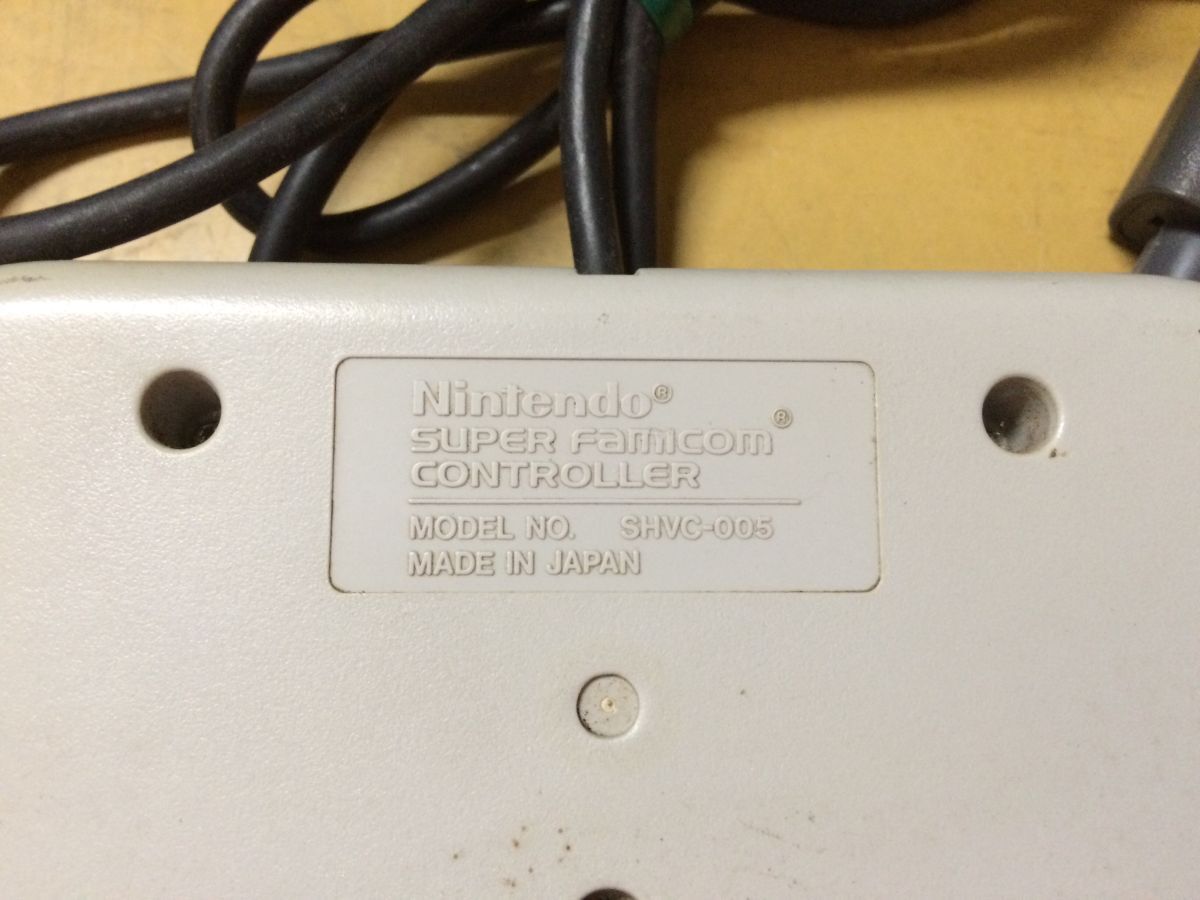 Nintendo®
SUPER Famicom®
CONTROLLER
MODEL NO. SHVC-005
MADE IN JAPAN